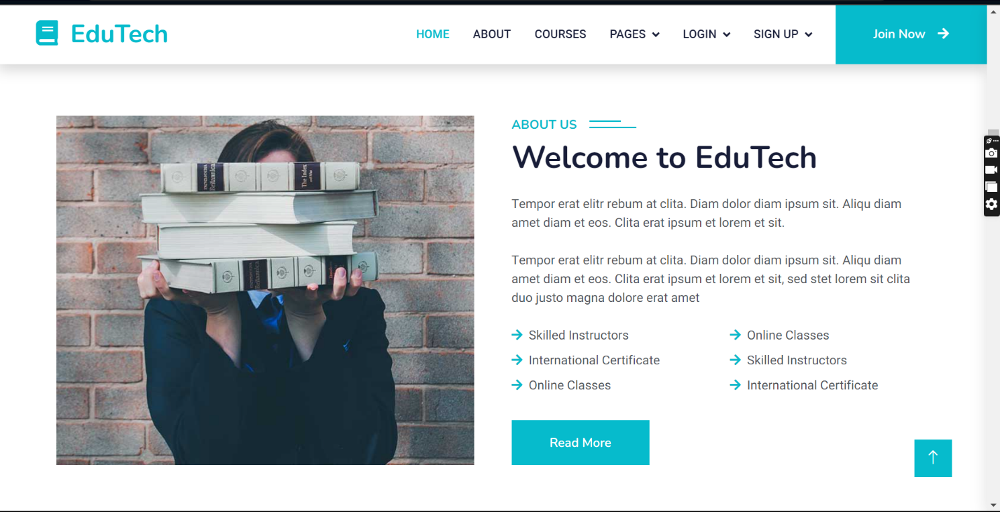 EduTech
HOME ABOUT COURSES PAGES LOGIN SIGN UP Join Now
ABOUT US
Welcome to EduTech
Tempor erat elitr rebum at clita. Diam dolor diam ipsum sit. Aliqu diam
amet diam et eos. Clita erat ipsum et lorem et sit.
Tempor erat elitr rebum at clita. Diam dolor diam ipsum sit. Aliqu diam
amet diam et eos. Clita erat ipsum et lorem et sit, sed stet lorem sit clita
duo justo magna dolore erat amet
Skilled Instructors
Online Classes
International Certificate
Skilled Instructors
Online Classes
International Certificate
Read More
Britannica
The Index
Britannica